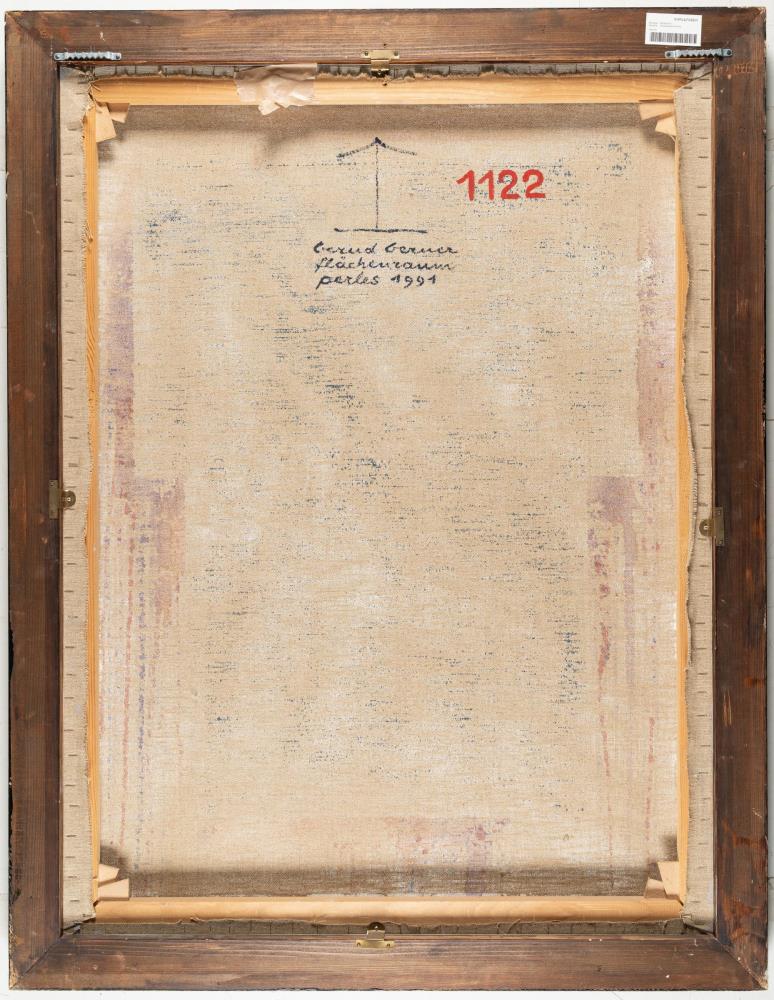 1122
bernd berner
flächenraum
perles 1991